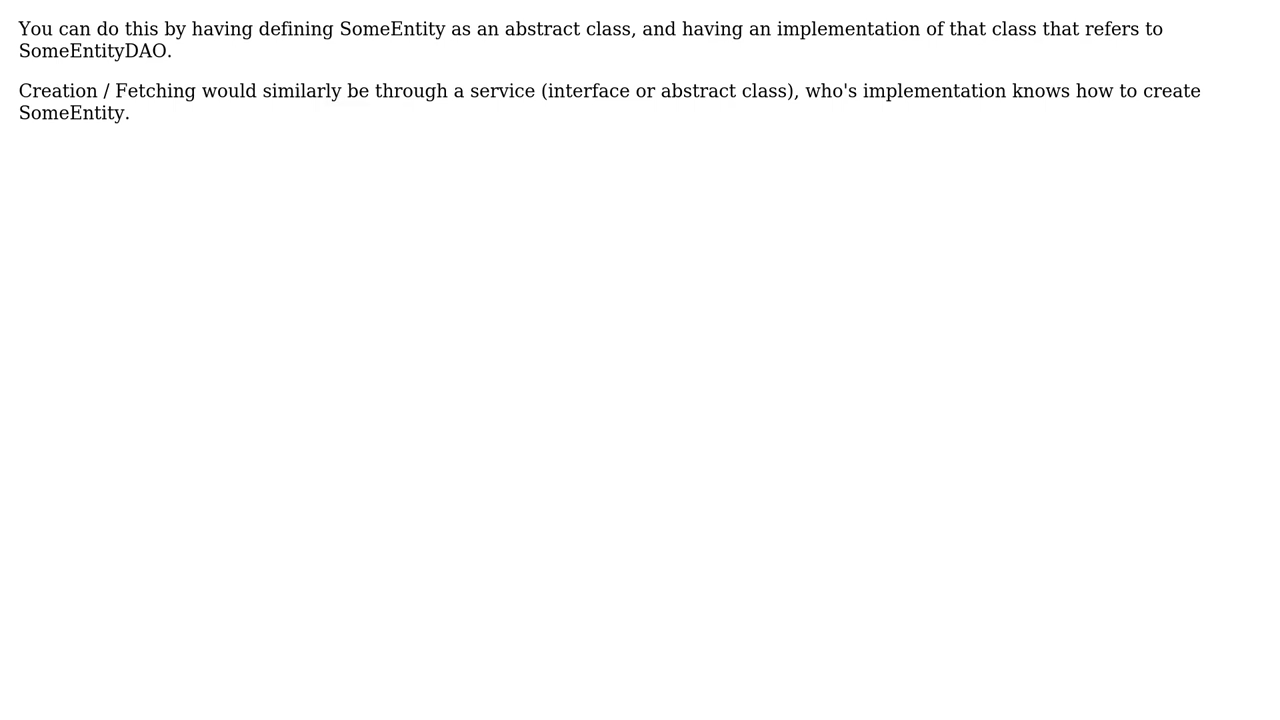 You can do this by having defining SomeEntity as an abstract class, and having an implementation of that class that refers to
SomeEntityDAO.
Creation / Fetching would similarly be through a service (interface or abstract class), who's implementation knows how to create
SomeEntity.